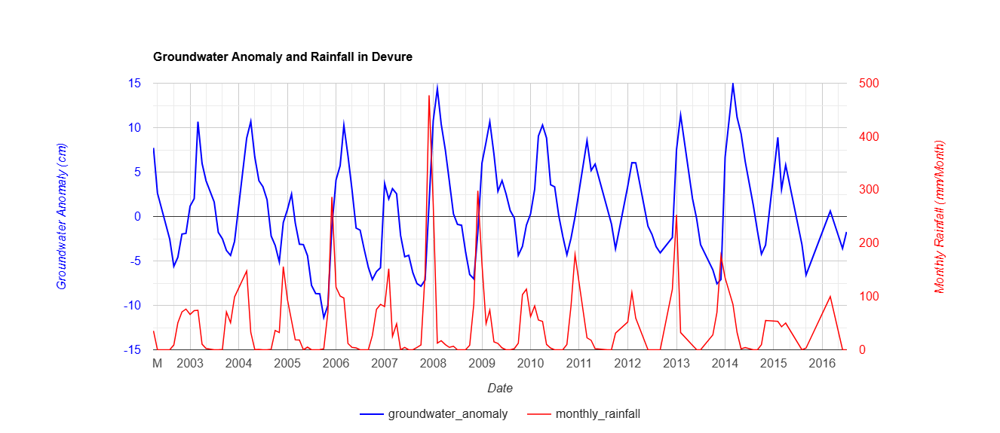 Groundwater Anomaly and Rainfall in Devure
15
10
5
0
-5
-10
-15
Groundwater Anomaly (cm)
500
400
300
200
100
0
Monthly Rainfall (mm/Month)
M 2003 2004 2005 2006 2007 2008 2009 2010 2011 2012 2013 2014 2015 2016
Date
groundwater_anomaly monthly_rainfall